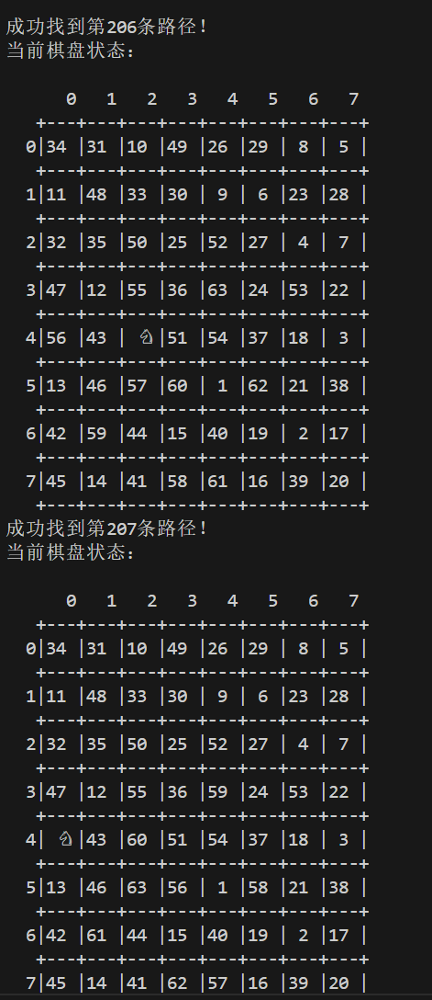 成功找到第206条路径!
当前棋盘状态:
     0   1   2   3   4   5   6   7
   +---+---+---+---+---+---+---+---+
  0|34 |31 |10 |49 |26 |29 | 8 | 5 |
   +---+---+---+---+---+---+---+---+
  1|11 |48 |33 |30 | 9 | 6 |23 |28 |
   +---+---+---+---+---+---+---+---+
  2|32 |35 |50 |25 |52 |27 | 4 | 7 |
   +---+---+---+---+---+---+---+---+
  3|47 |12 |55 |36 |63 |24 |53 |22 |
   +---+---+---+---+---+---+---+---+
  4|56 |43 | ♘|51 |54 |37 |18 | 3 |
   +---+---+---+---+---+---+---+---+
  5|13 |46 |57 |60 | 1 |62 |21 |38 |
   +---+---+---+---+---+---+---+---+
  6|42 |59 |44 |15 |40 |19 | 2 |17 |
   +---+---+---+---+---+---+---+---+
  7|45 |14 |41 |58 |61 |16 |39 |20 |
   +---+---+---+---+---+---+---+---+
成功找到第207条路径!
当前棋盘状态:
     0   1   2   3   4   5   6   7
   +---+---+---+---+---+---+---+---+
  0|34 |31 |10 |49 |26 |29 | 8 | 5 |
   +---+---+---+---+---+---+---+---+
  1|11 |48 |33 |30 | 9 | 6 |23 |28 |
   +---+---+---+---+---+---+---+---+
  2|32 |35 |50 |25 |52 |27 | 4 | 7 |
   +---+---+---+---+---+---+---+---+
  3|47 |12 |55 |36 |59 |24 |53 |22 |
   +---+---+---+---+---+---+---+---+
  4| ♘|43 |60 |51 |54 |37 |18 | 3 |
   +---+---+---+---+---+---+---+---+
  5|13 |46 |63 |56 | 1 |58 |21 |38 |
   +---+---+---+---+---+---+---+---+
  6|42 |61 |44 |15 |40 |19 | 2 |17 |
   +---+---+---+---+---+---+---+---+
  7|45 |14 |41 |62 |57 |16 |39 |20 |